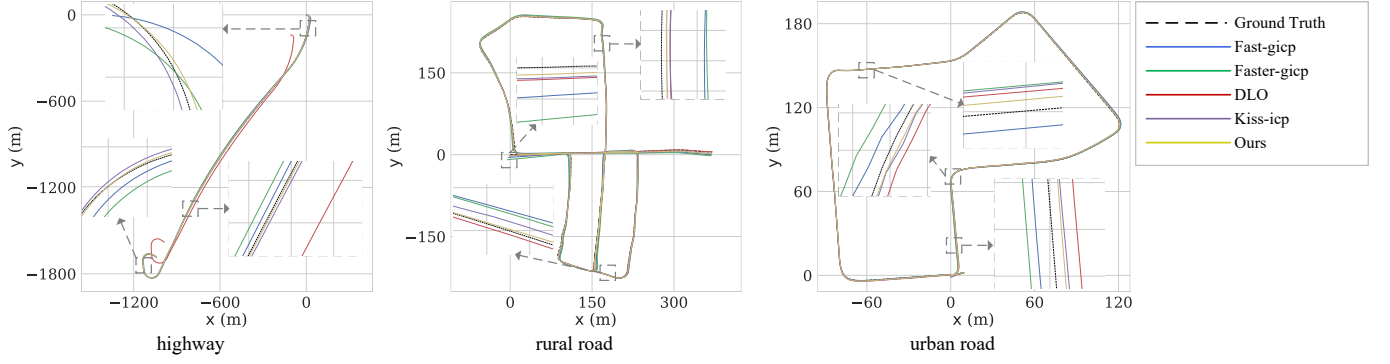 0
−600
−1200
−1800
y (m)
−1200
−600
0
x (m)
highway
150
0
−150
y (m)
0
150
300
x (m)
rural road
180
120
60
0
y (m)
−60
0
60
120
x (m)
urban road
Ground Truth
Fast-gicp
Faster-gicp
DLO
Kiss-icp
Ours